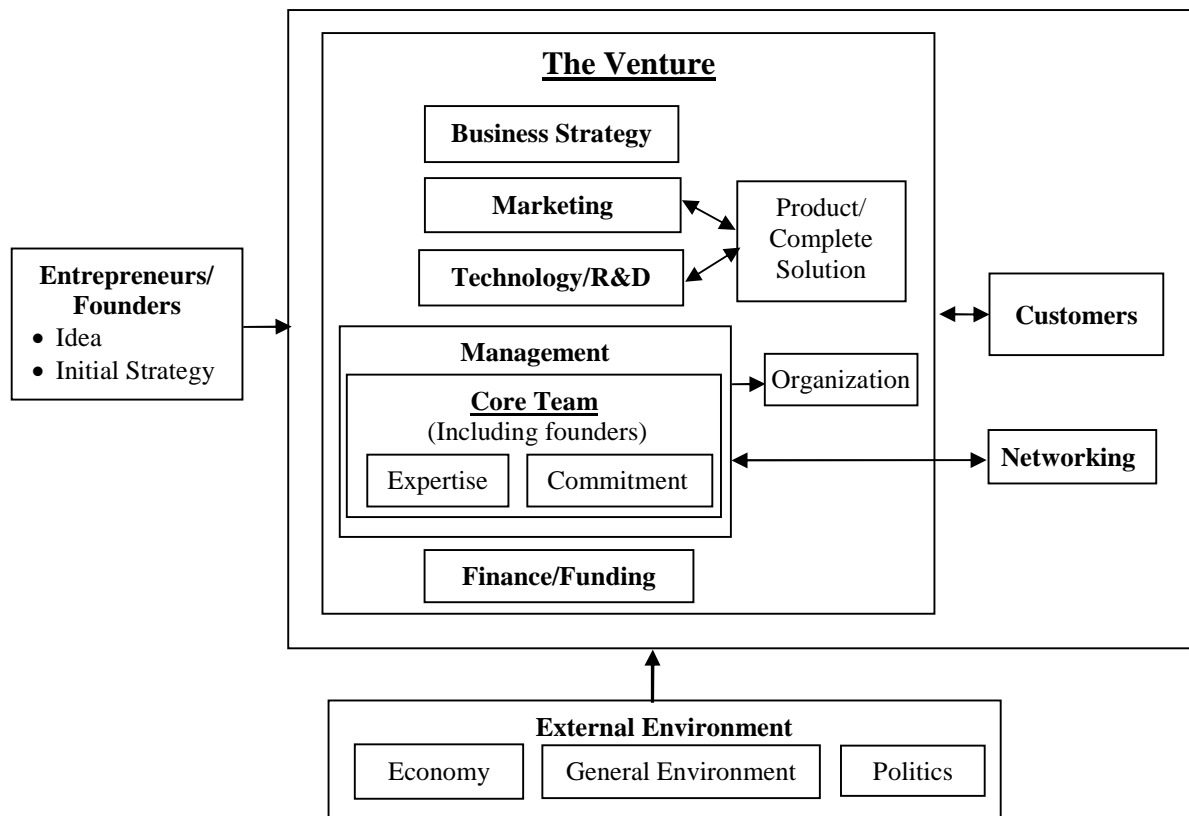 The Venture
Business Strategy
Marketing
Product/
Complete
Solution
Technology/R&D
Entrepreneurs/
Founders
• Idea
• Initial Strategy
Customers
Management
Organization
Core Team
(Including founders)
Expertise
Commitment
Networking
Finance/Funding
External Environment
Economy
General Environment
Politics